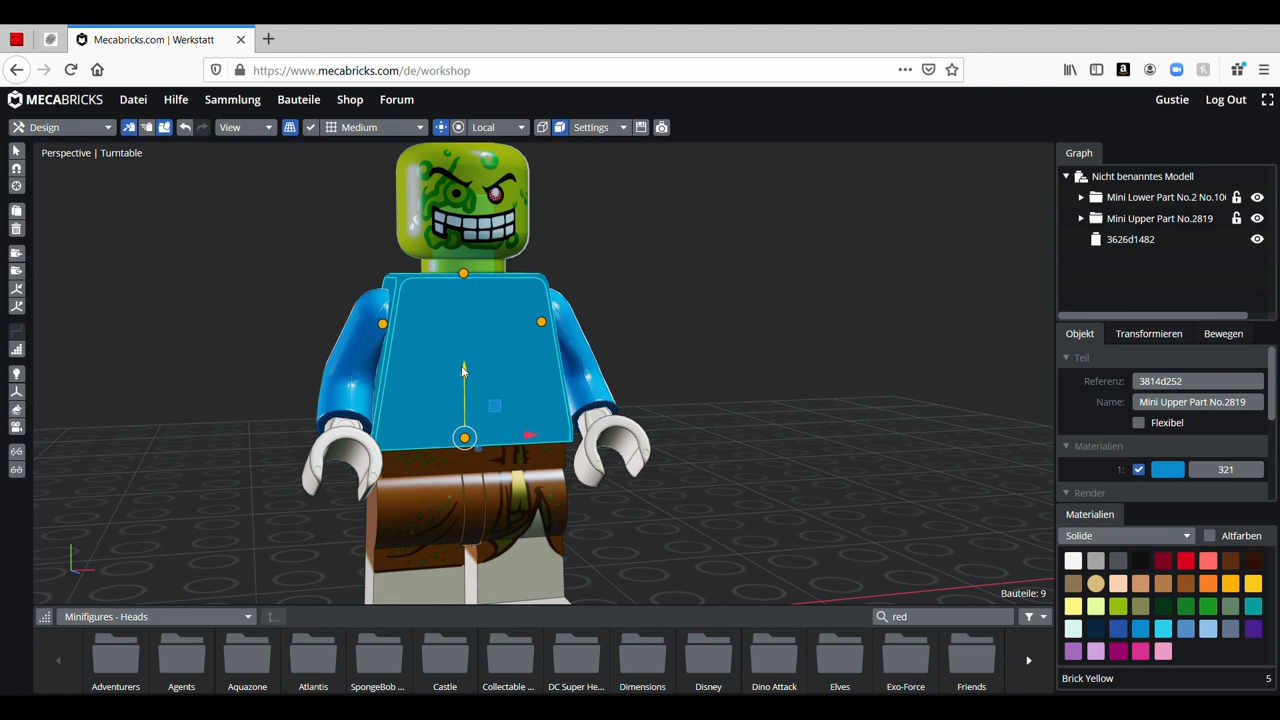 Mecabricks.com | Werkstatt
https://www.mecabricks.com/de/workshop
MECABRICKS Datei Hilfe Sammlung Bauteile Shop Forum Gustie Log Out
Design View Medium Local Settings
Perspective | Turntable
Graph
Nicht benanntes Modell
Mini Lower Part No.2 No.10
Mini Upper Part No.2819
3626d1482
Objekt Transformieren Bewegen
Teil
Referenz: 3814d252
Name: Mini Upper Part No.2819
Flexibel
Materialien
1: 321
Render
Materialien
Solide Altfarben
Bauteile: 9
Minifigures - Heads red
Adventurers Agents Aquazone Atlantis SpongeBob ... Castle Collectable ... DC Super He... Dimensions Disney Dino Attack Elves Exo-Force Friends
Brick Yellow 5